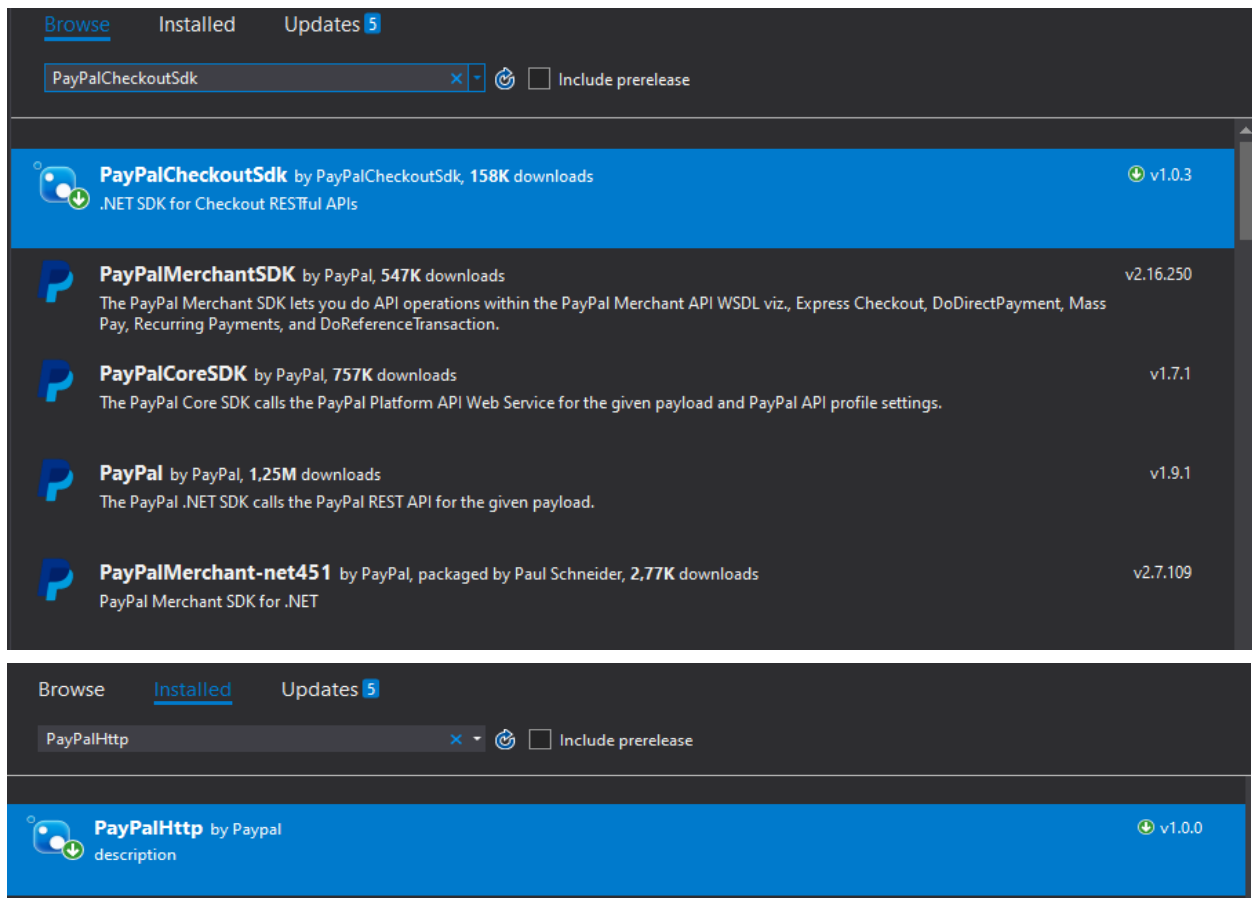 Browse Installed Updates 5
PayPalCheckoutSdk Include prerelease
PayPalCheckoutSdk by PayPalCheckoutSdk, 158K downloads v1.0.3
.NET SDK for Checkout RESTful APIs
PayPalMerchantSDK by PayPal, 547K downloads v2.16.250
The PayPal Merchant SDK lets you do API operations within the PayPal Merchant API WSDL viz., Express Checkout, DoDirectPayment, Mass
Pay, Recurring Payments, and DoReferenceTransaction.
PayPalCoreSDK by PayPal, 757K downloads v1.7.1
The PayPal Core SDK calls the PayPal Platform API Web Service for the given payload and PayPal API profile settings.
PayPal by PayPal, 1,25M downloads v1.9.1
The PayPal .NET SDK calls the PayPal REST API for the given payload.
PayPalMerchant-net451 by PayPal, packaged by Paul Schneider, 2,77K downloads v2.7.109
PayPal Merchant SDK for .NET
Browse Installed Updates 5
PayPalHttp Include prerelease
PayPalHttp by Paypal v1.0.0
description